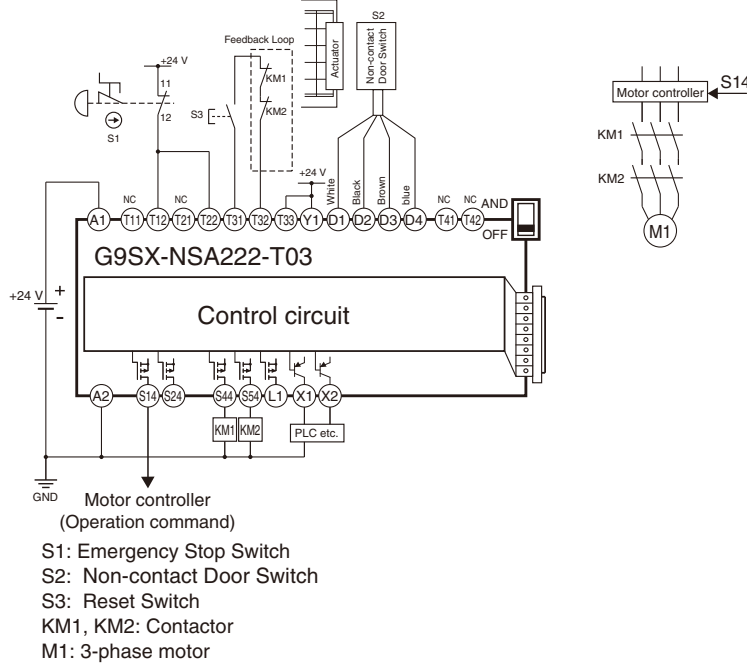 S2
Feedback Loop
Actuator
Non-contact
Door Switch
+24 V
11
12
S1
S3
KM1
KM2
+24 V
White
Black
Brown
blue
Motor controller
S14
KM1
KM2
M1
NC
NC
NC
NC
AND
OFF
A1
T11
T12
T21
T22
T31
T32
T33
Y1
D1
D2
D3
D4
T41
T42
G9SX-NSA222-T03
+24 V
+
-
Control circuit
A2
S14
S24
S44
S54
L1
X1
X2
KM1
KM2
PLC etc.
GND
Motor controller
(Operation command)
S1: Emergency Stop Switch
S2: Non-contact Door Switch
S3: Reset Switch
KM1, KM2: Contactor
M1: 3-phase motor